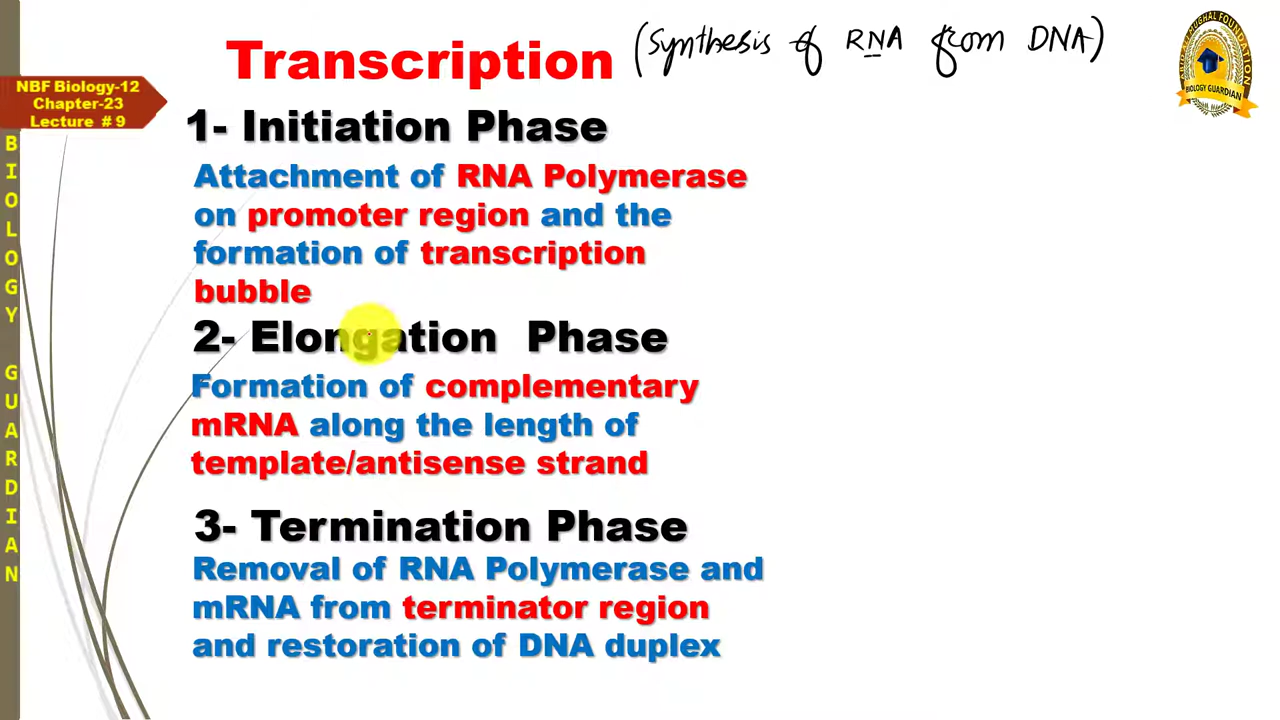 Transcription (Synthesis of RNA from DNA)
NBF Biology-12
Chapter-23
Lecture # 9
BIOLOGY GUARDIAN
1- Initiation Phase
Attachment of RNA Polymerase
on promoter region and the
formation of transcription
bubble
2- Elongation Phase
Formation of complementary
mRNA along the length of
template/antisense strand
3- Termination Phase
Removal of RNA Polymerase and
mRNA from terminator region
and restoration of DNA duplex
BIOLOGY GUARDIAN